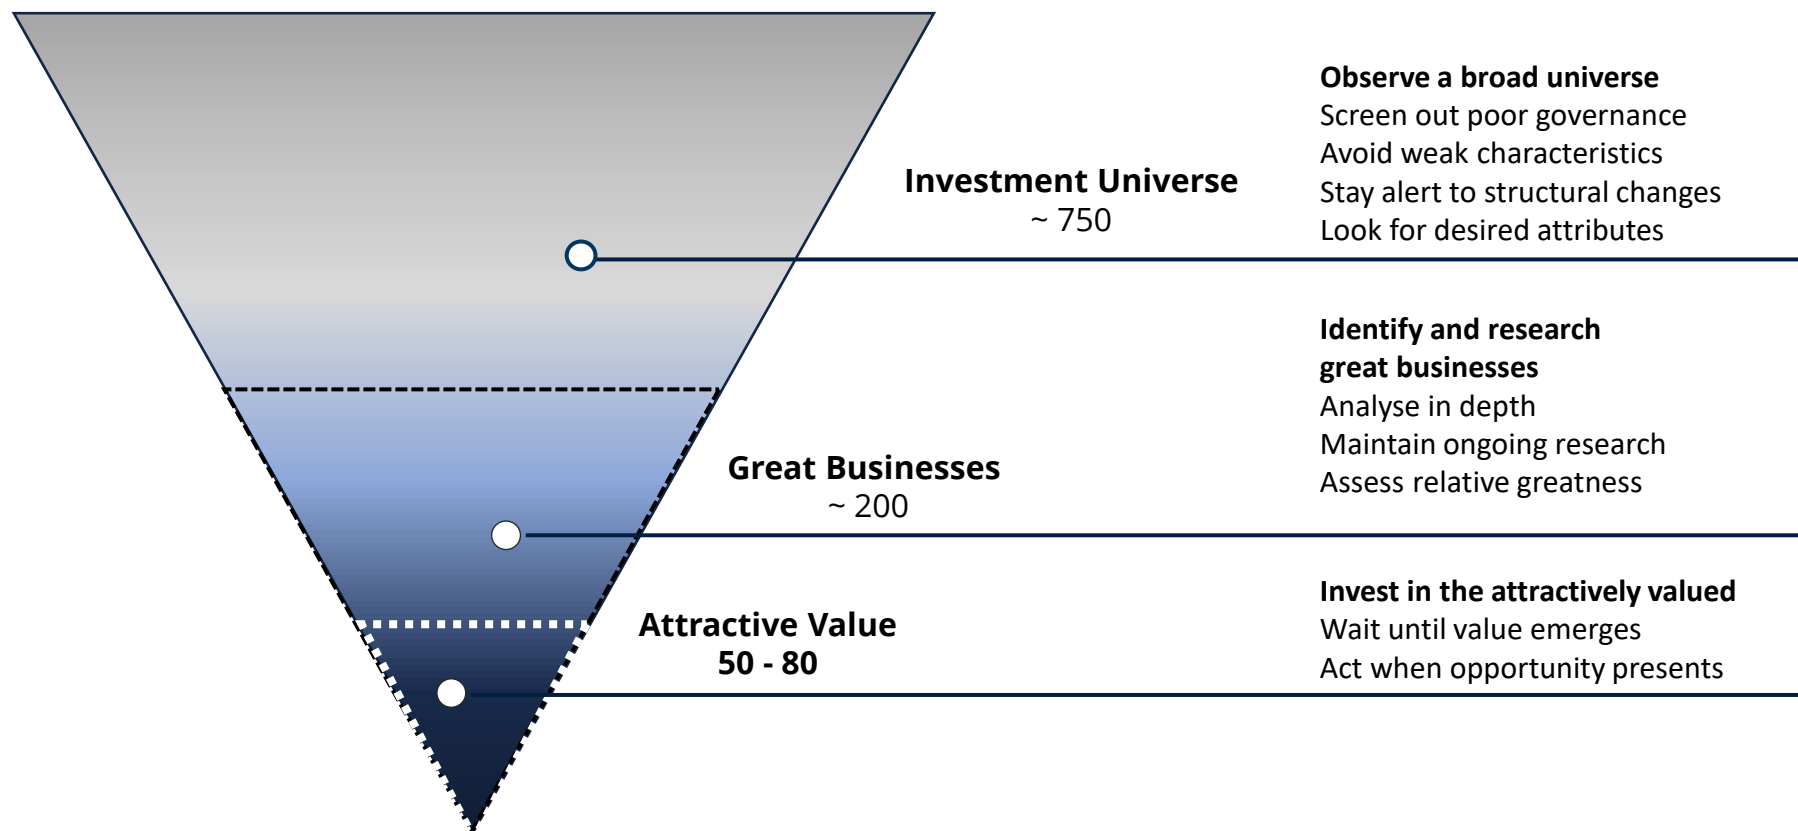 Investment Universe
~ 750
Observe a broad universe
Screen out poor governance
Avoid weak characteristics
Stay alert to structural changes
Look for desired attributes
Great Businesses
~ 200
Identify and research
great businesses
Analyse in depth
Maintain ongoing research
Assess relative greatness
Attractive Value
50 - 80
Invest in the attractively valued
Wait until value emerges
Act when opportunity presents